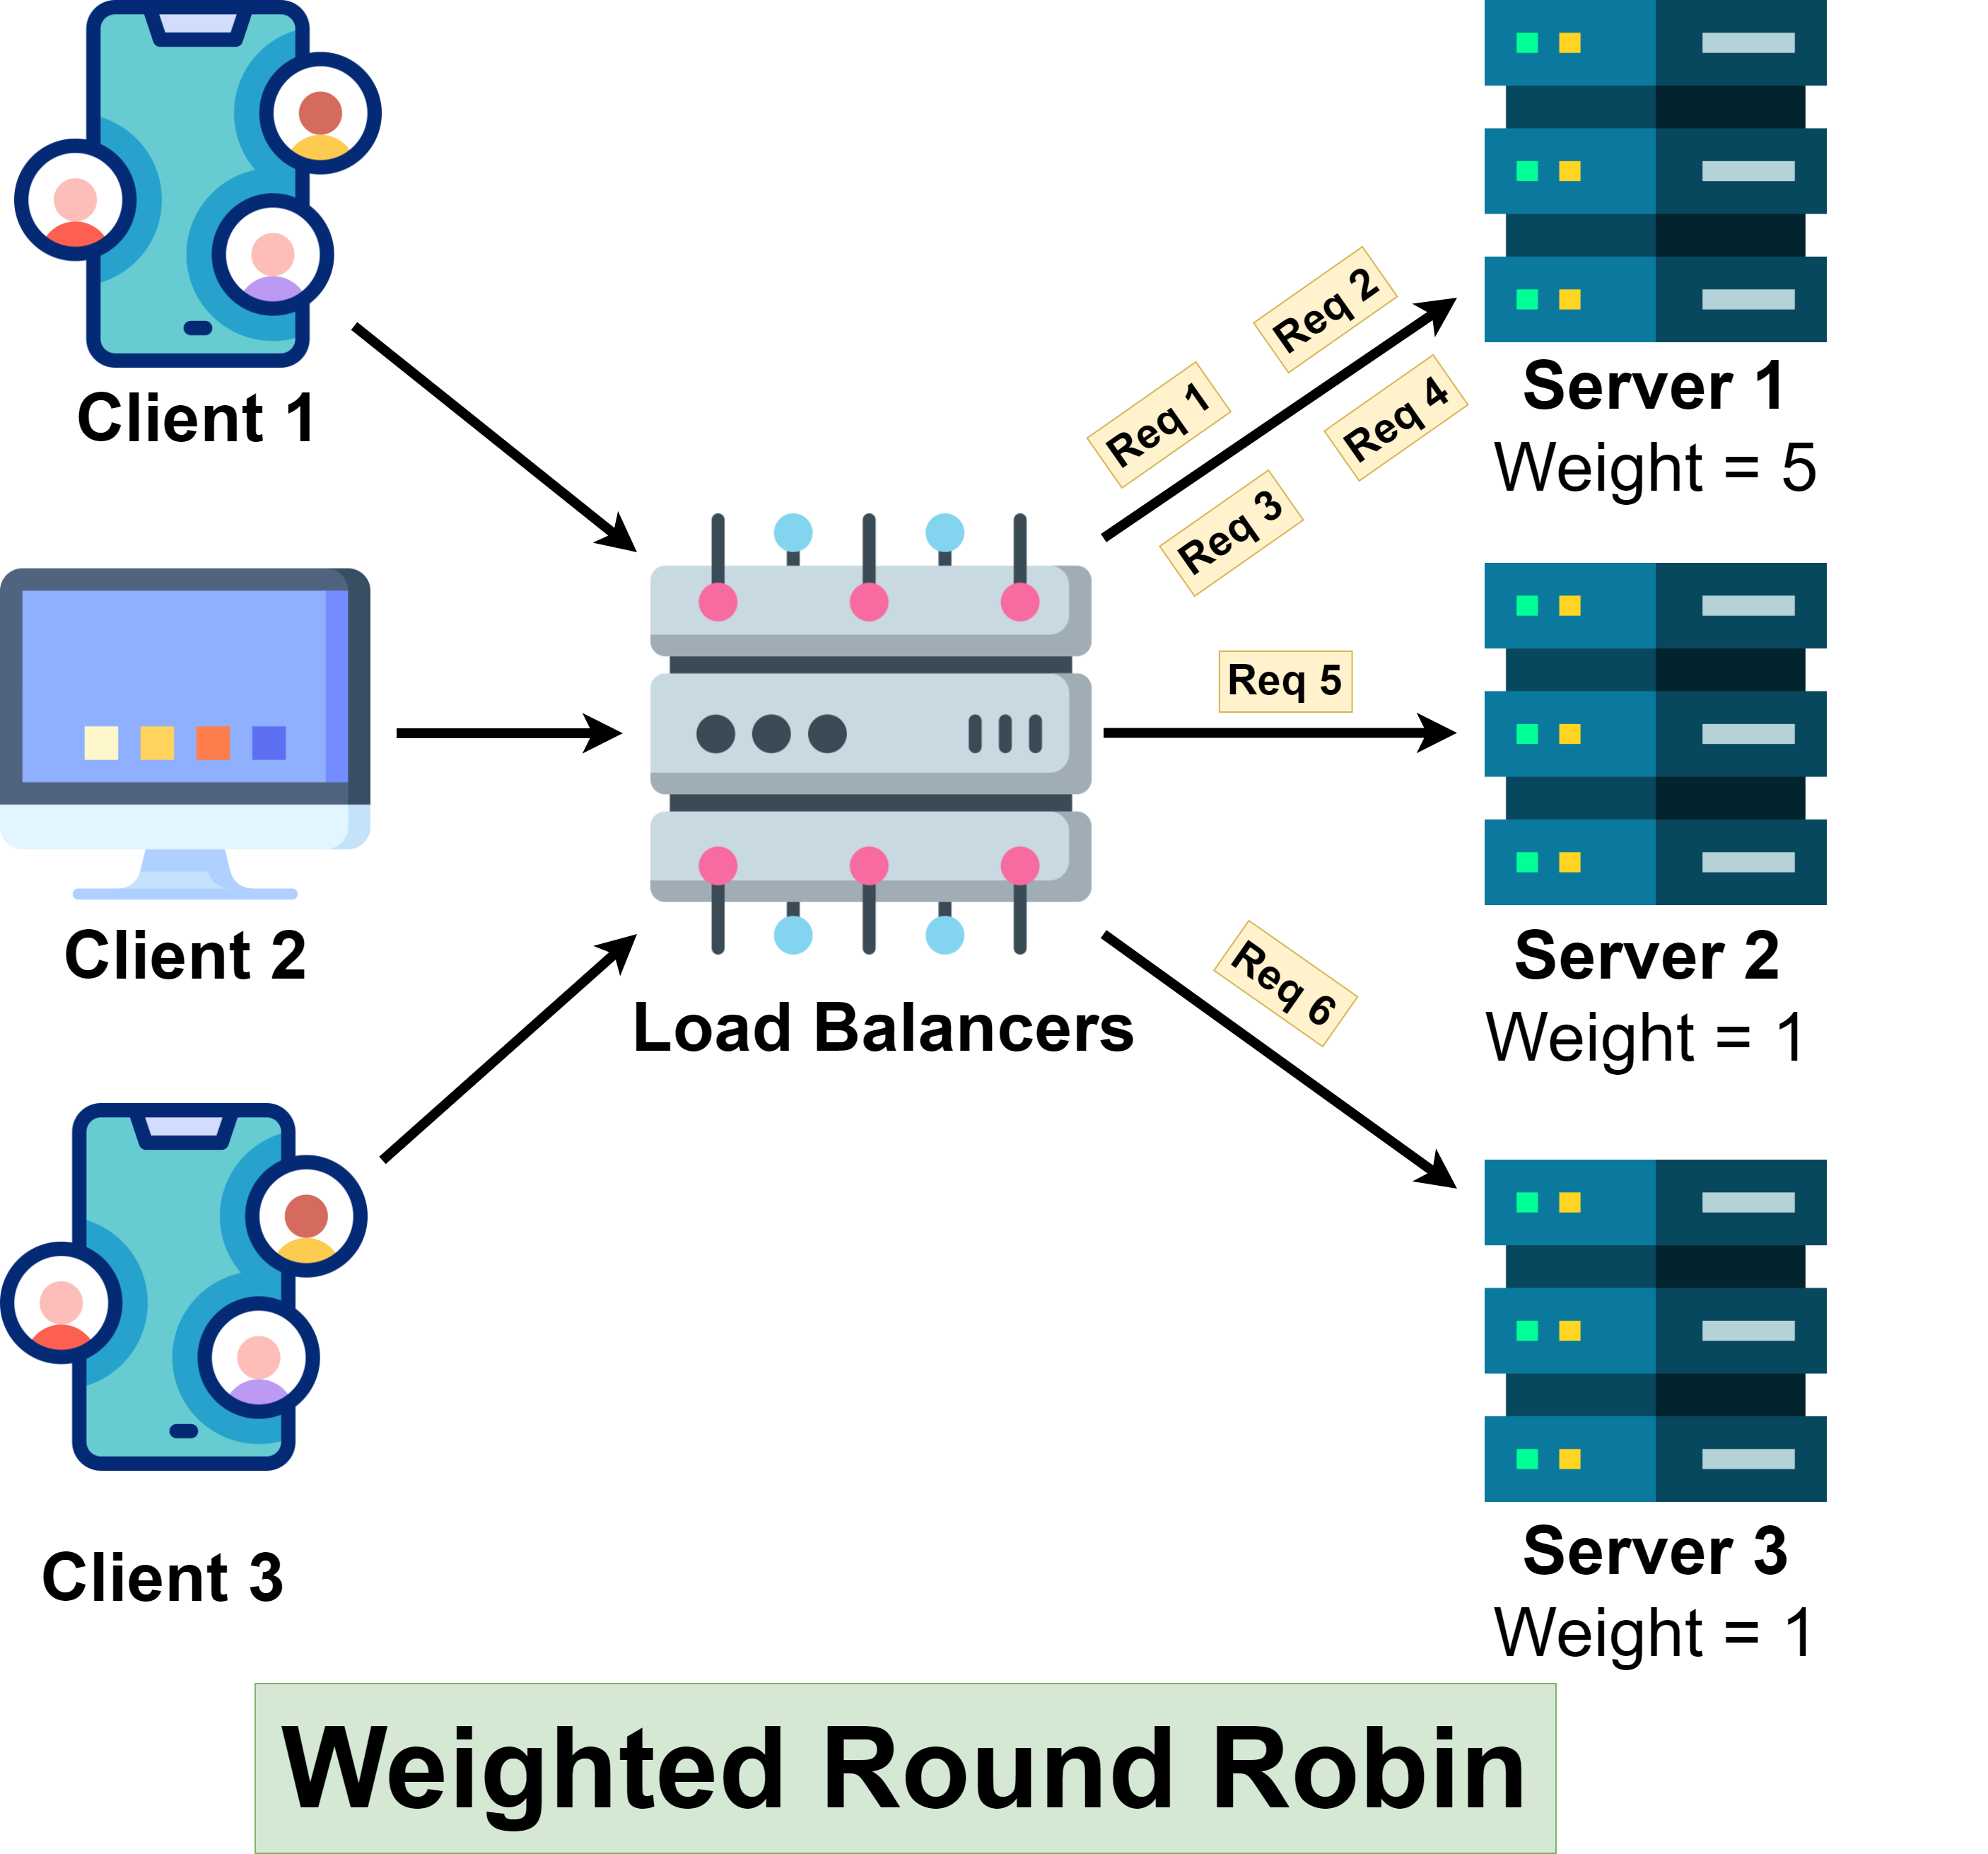 Client 1
Req 1
Req 2
Req 3
Req 4
Server 1
Weight = 5
Req 5
Client 2
Load Balancers
Server 2
Weight = 1
Req 6
Client 3
Server 3
Weight = 1
Weighted Round Robin